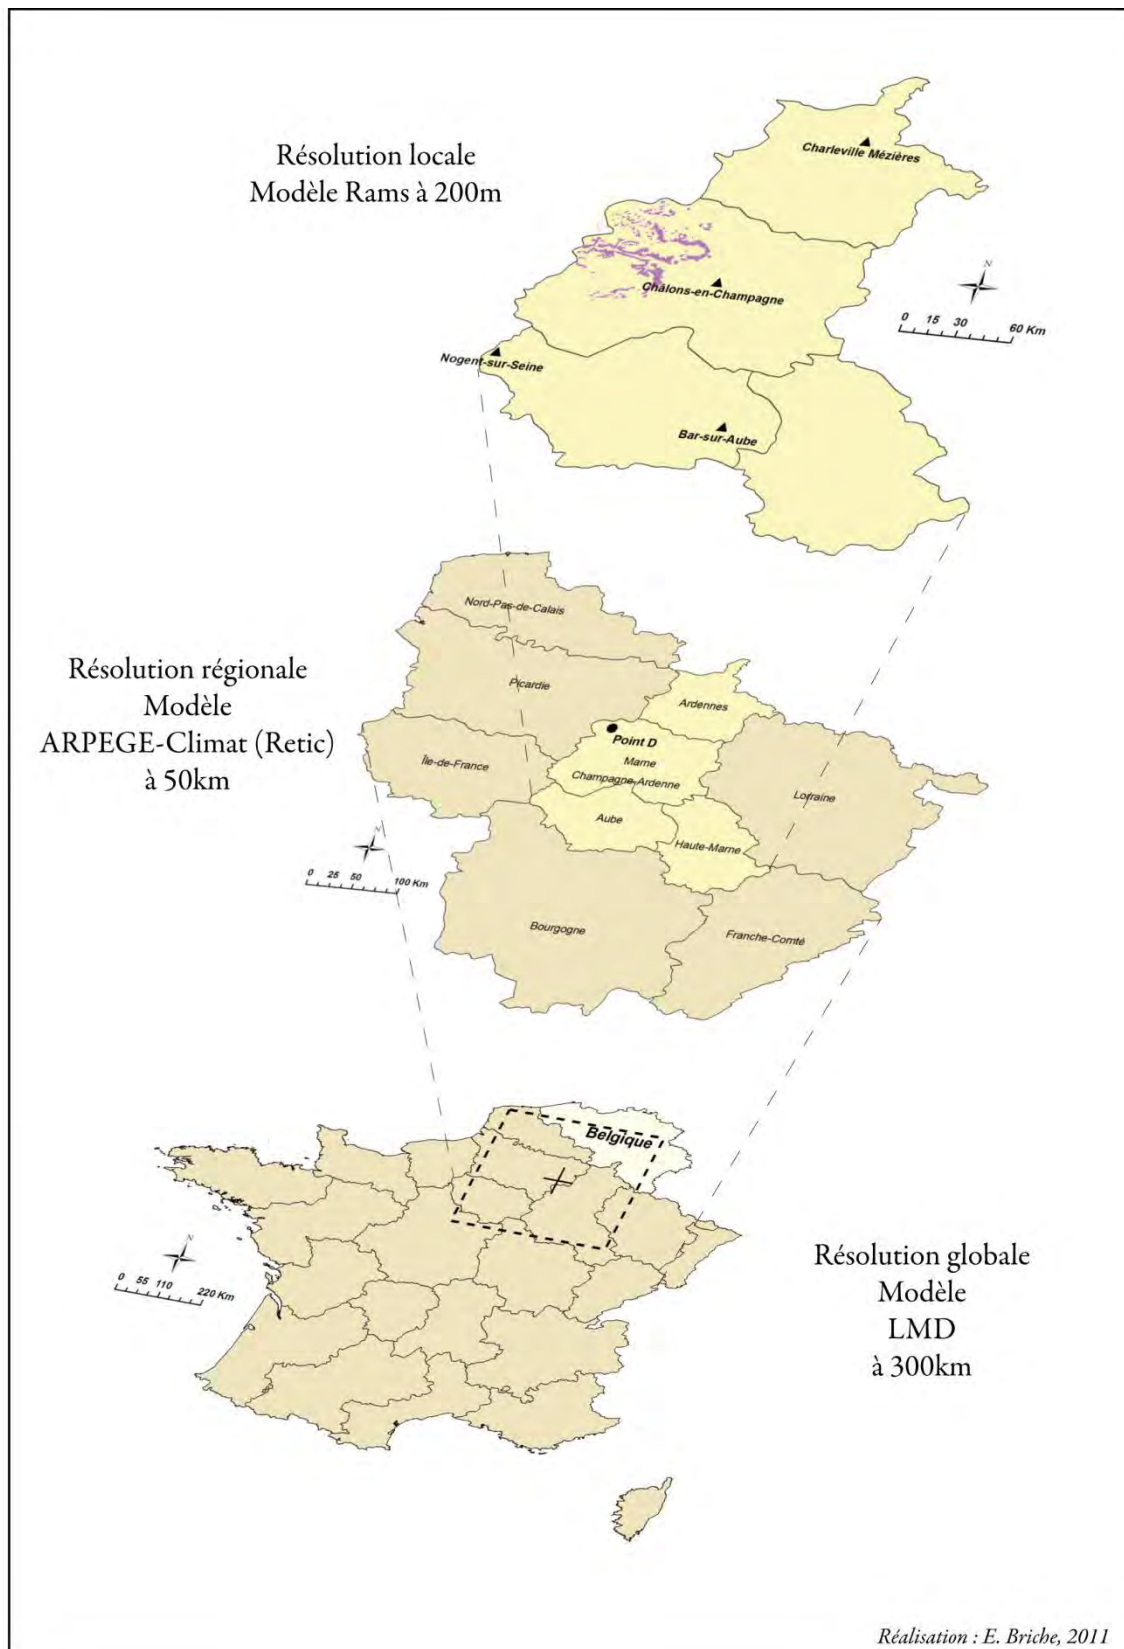 Résolution locale
Modèle Rams à 200m
Charleville Mézières
Châlons-en-Champagne
N
0 15 30 60 Km
Nogent-sur-Seine
Bar-sur-Aube
Résolution régionale
Modèle
ARPEGE-Climat (Retic)
à 50km
Nord-Pas-de-Calais
Picardie
Ardennes
Point D
Marne
Île-de-France
Champagne-Ardenne
Lorraine
Aube
Haute-Marne
N
0 25 50 100 Km
Bourgogne
Franche-Comté
Belgique
N
0 55 110 220 Km
Résolution globale
Modèle
LMD
à 300km
Réalisation : E. Briche, 2011